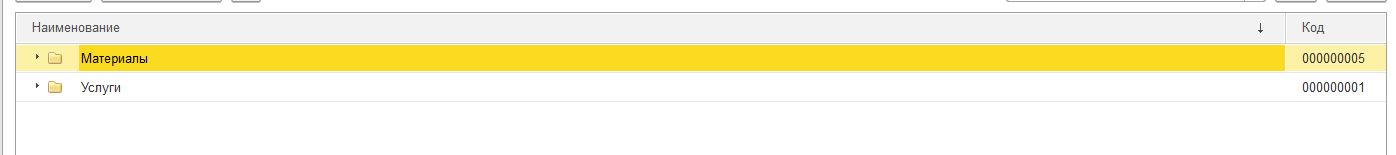 Наименование ↓ Код
Материалы 000000005
Услуги 000000001